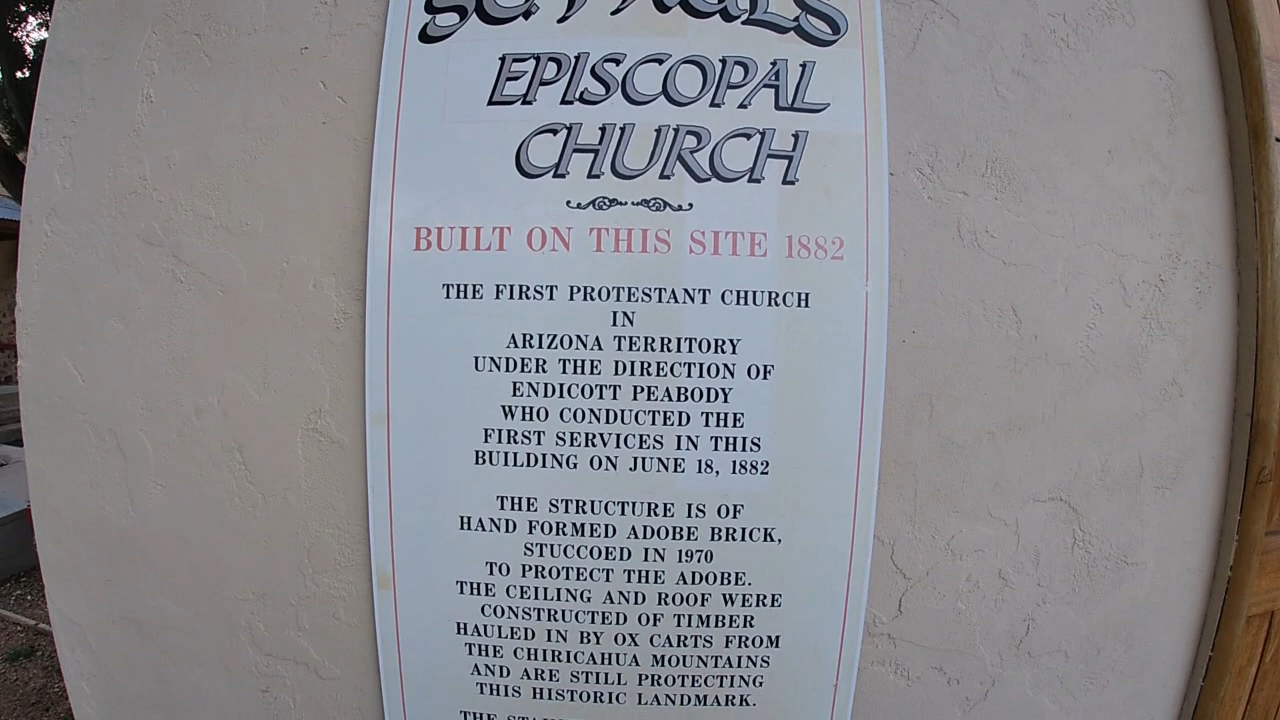 ST. PAULS
EPISCOPAL
CHURCH
BUILT ON THIS SITE 1882
THE FIRST PROTESTANT CHURCH
IN
ARIZONA TERRITORY
UNDER THE DIRECTION OF
ENDICOTT PEABODY
WHO CONDUCTED THE
FIRST SERVICES IN THIS
BUILDING ON JUNE 18, 1882
THE STRUCTURE IS OF
HAND FORMED ADOBE BRICK,
STUCCOED IN 1970
TO PROTECT THE ADOBE.
THE CEILING AND ROOF WERE
CONSTRUCTED OF TIMBER
HAULED IN BY OX CARTS FROM
THE CHIRICAHUA MOUNTAINS
AND ARE STILL PROTECTING
THIS HISTORIC LANDMARK.
THE